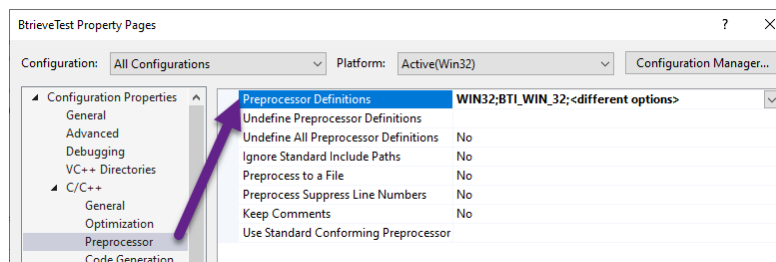 BtrieveTest Property Pages ? X
Configuration: All Configurations Platform: Active(Win32) Configuration Manager...
Configuration Properties
General
Advanced
Debugging
VC++ Directories
C/C++
General
Optimization
Preprocessor
Code Generation
Preprocessor Definitions WIN32;BTI_WIN_32;<different options>
Undefine Preprocessor Definitions
Undefine All Preprocessor Definitions No
Ignore Standard Include Paths No
Preprocess to a File No
Preprocess Suppress Line Numbers No
Keep Comments No
Use Standard Conforming Preprocessor